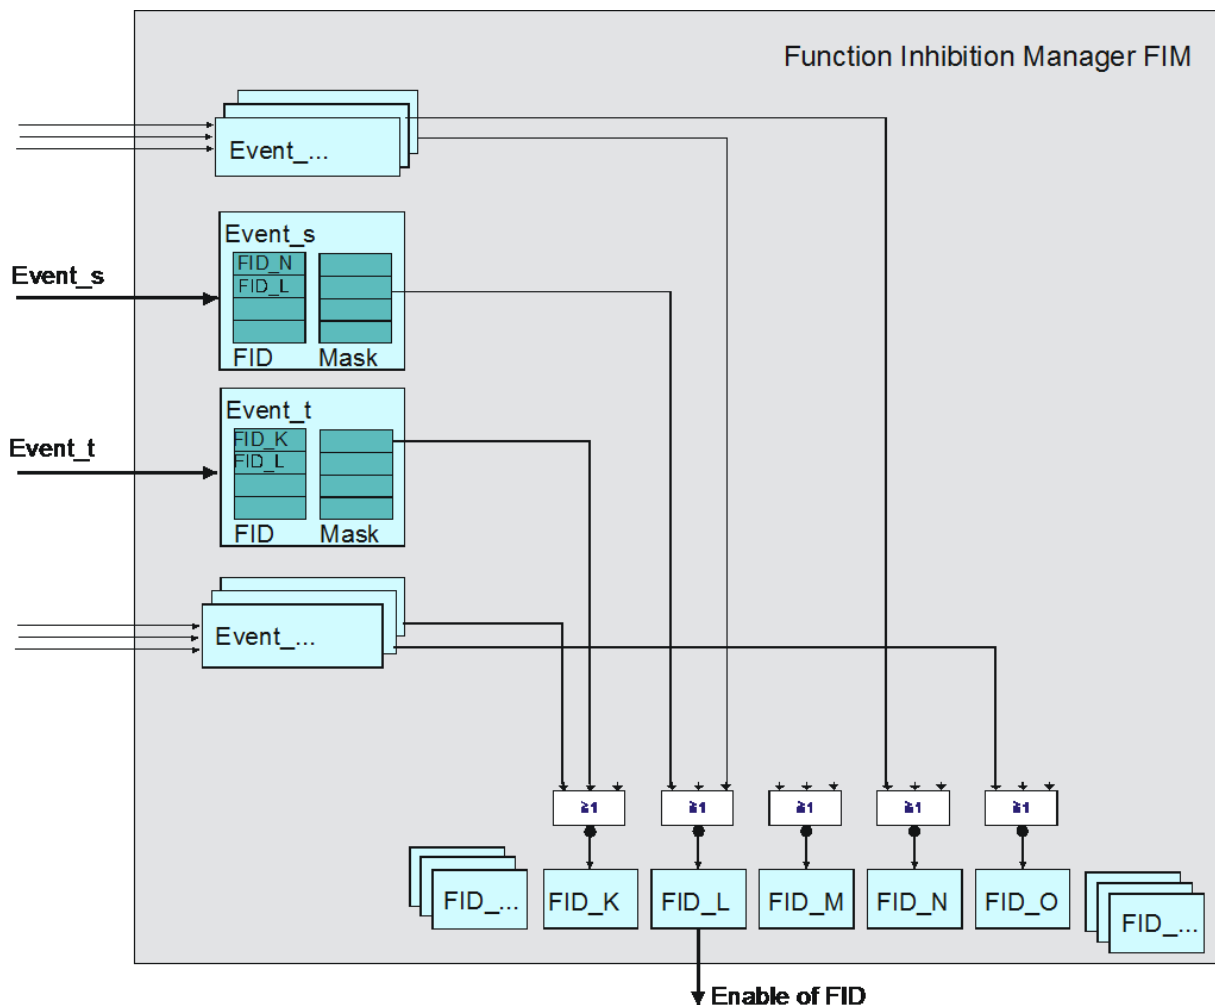 Function Inhibition Manager FIM
Event_...
Event_s
Event_s
FID_N
FID_L
FID Mask
Event_t
Event_t
FID_K
FID_L
FID Mask
Event_...
≧1 ≧1 ≧1 ≧1 ≧1
FID_... FID_K FID_L FID_M FID_N FID_O FID_...
Enable of FID